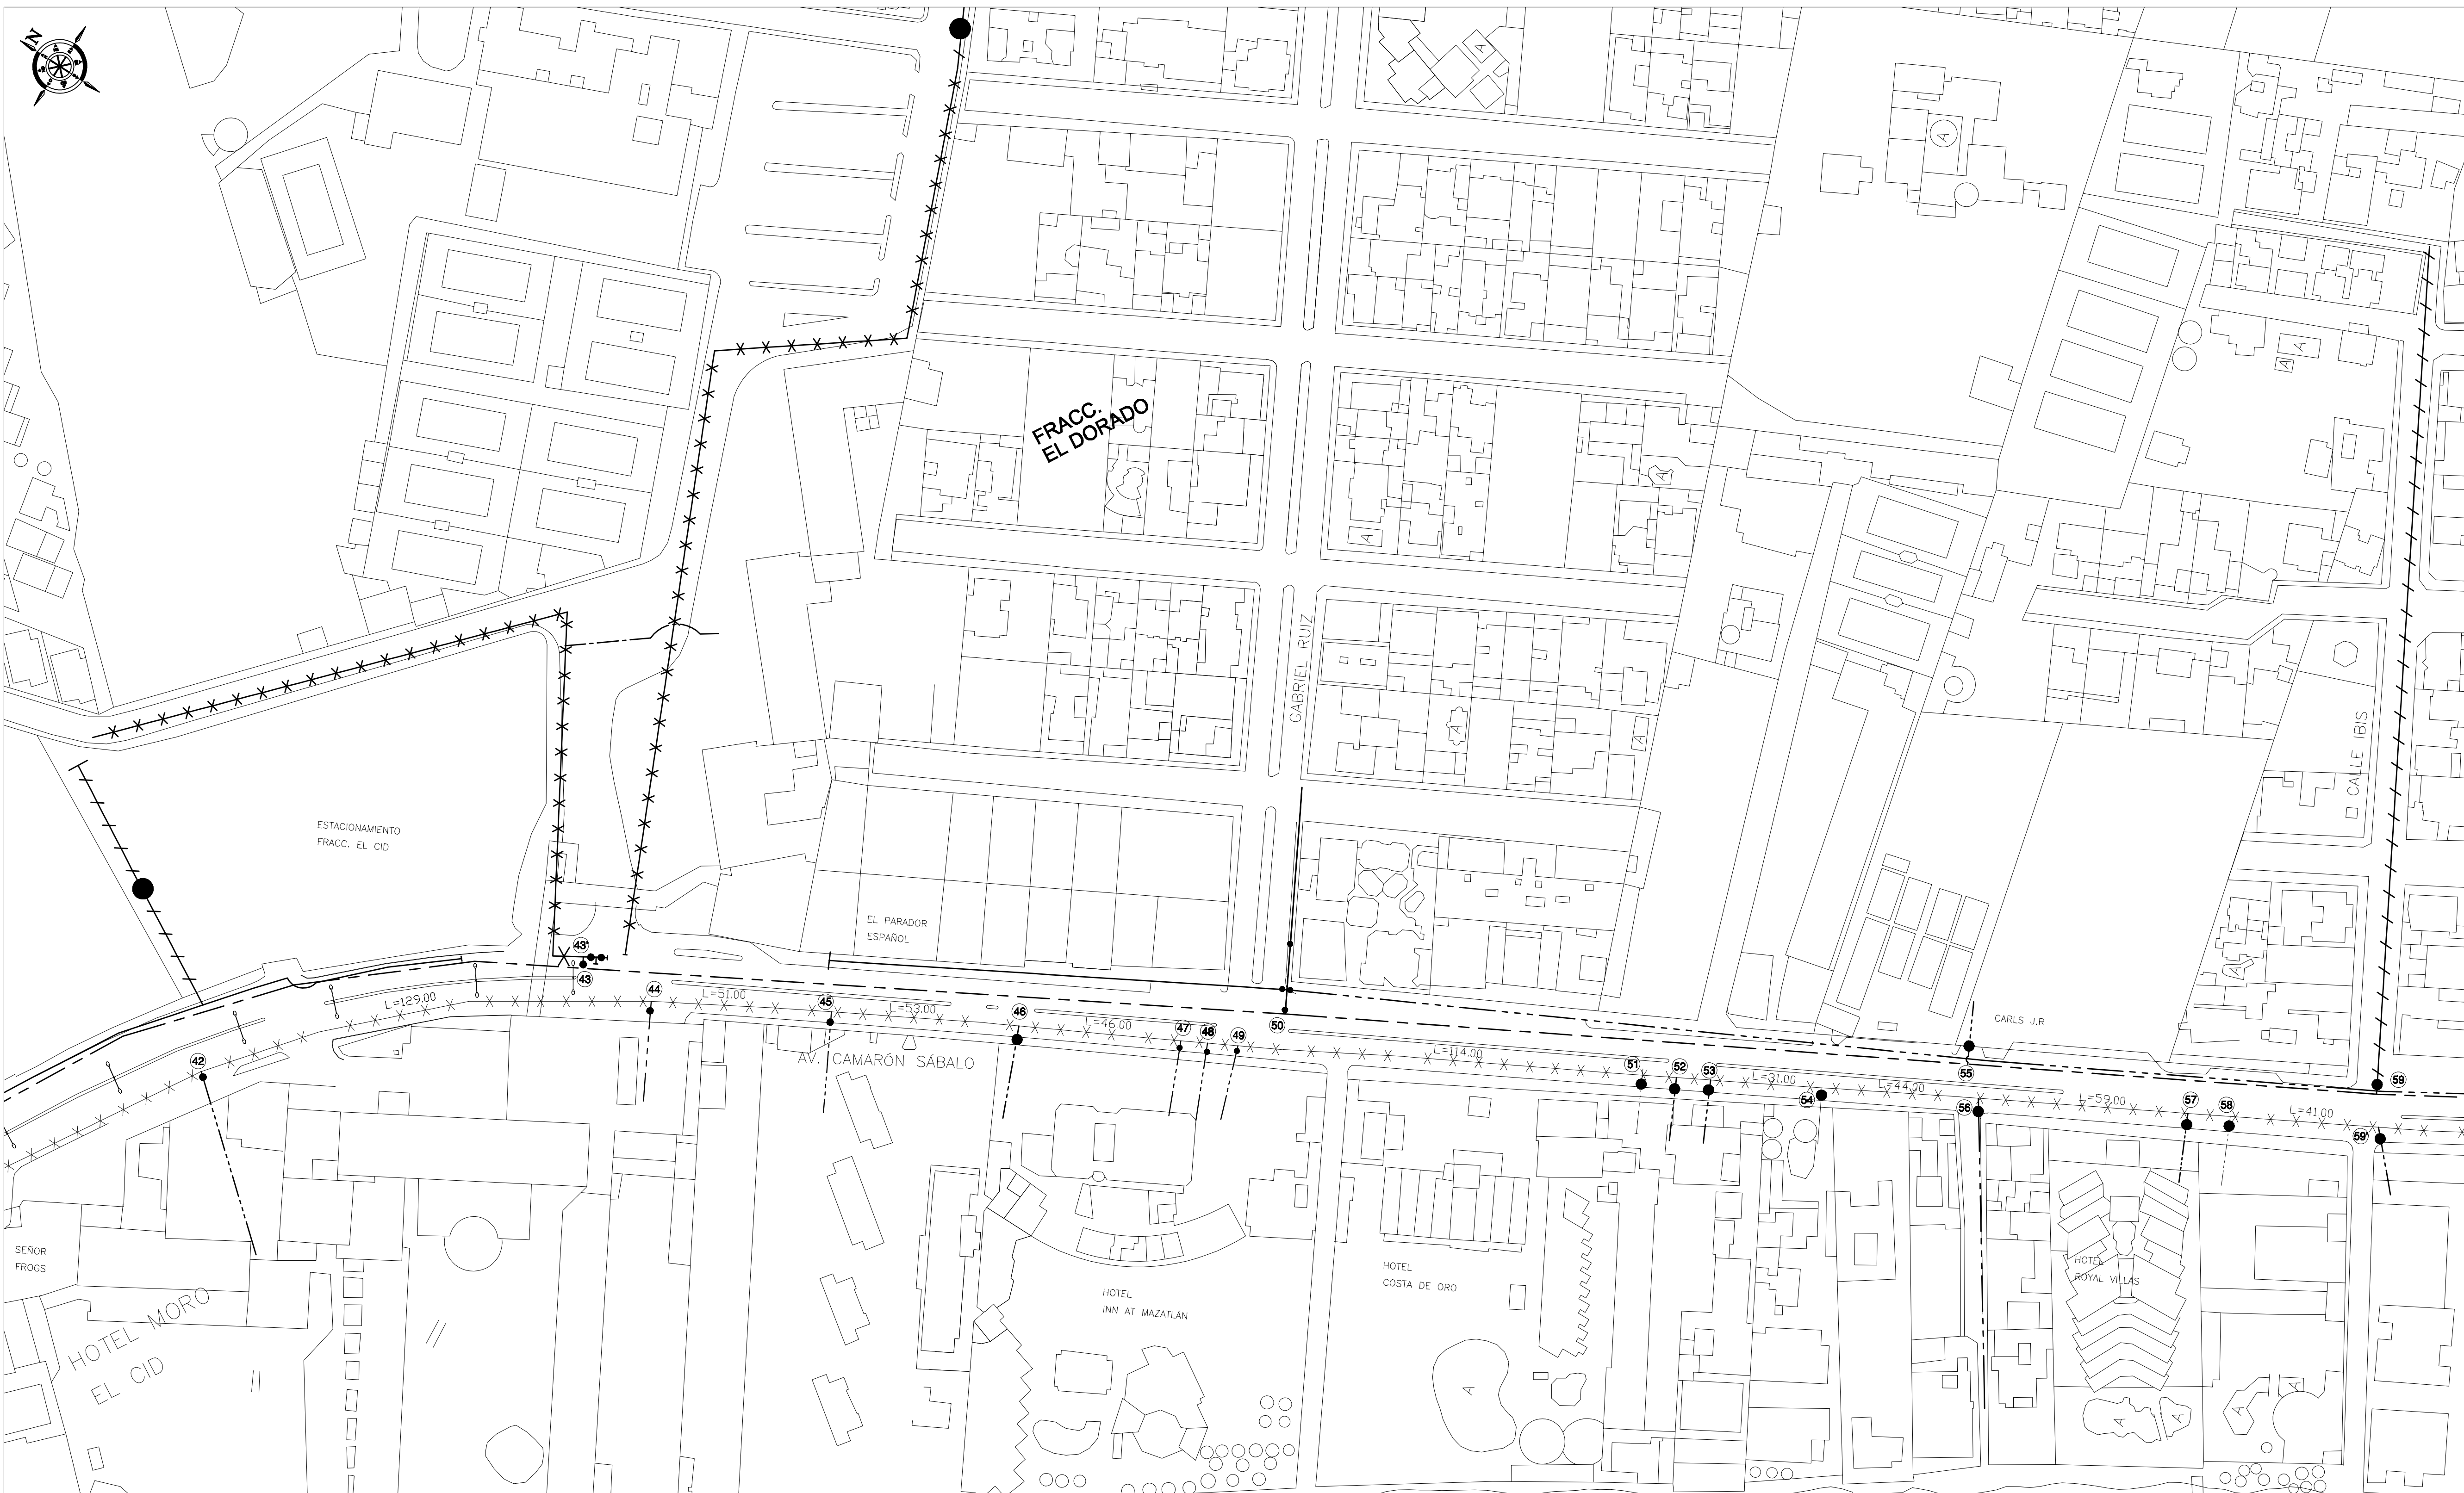 N
A
A
A
A
A
FRACC.
EL DORADO
A
A
GABRIEL RUIZ
A
A
CALLE IBIS
ESTACIONAMIENTO
FRACC. EL CID
EL PARADOR
ESPAÑOL
43'
43
A
L=129.00
44
L=51.00
45
L=53.00
46
L=46.00
47
48
49
50
CARLS J.R
L=114.00
51
52
53
L=31.00
54
L=44.00
55
56
L=59.00
57
58
L=41.00
59
59'
42
AV. CAMARÓN SÁBALO
SEÑOR
FROGS
HOTEL MORO
EL CID
HOTEL
INN AT MAZATLÁN
HOTEL
COSTA DE ORO
HOTEL
ROYAL VILLAS
A
A
A
A
A